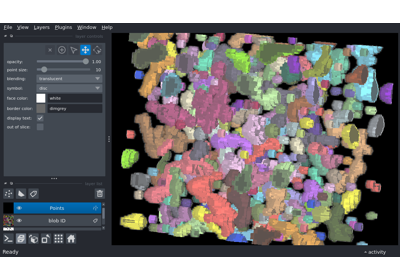 File View Layers Plugins Window Help
opacity: 1.00
point size: 10
blending: translucent
symbol: disc
face color: white
border color: dimgrey
display text:
out of slice:
Points
blob ID
Ready
activity